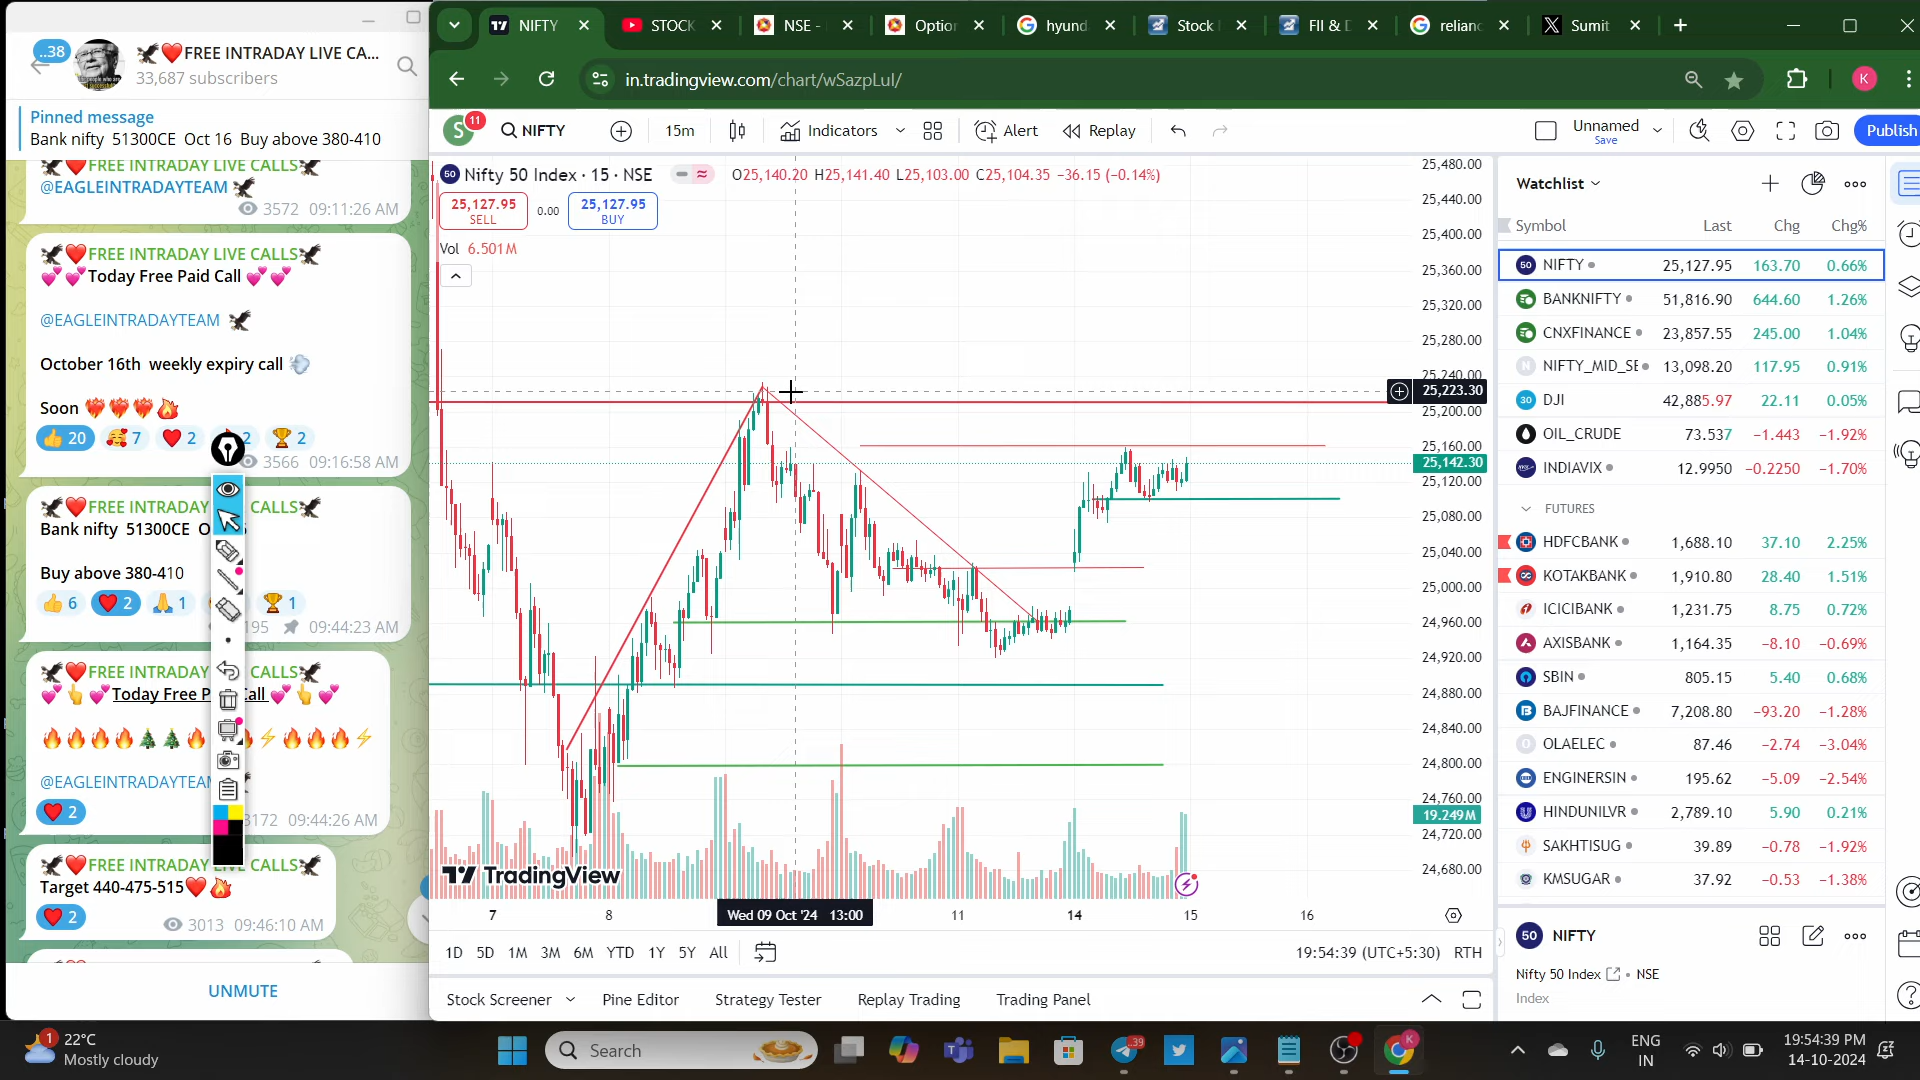 ..38
🦅❤️FREE INTRADAY LIVE CA...
33,687 subscribers
Pinned message
Bank nifty 51300CE Oct 16 Buy above 380-410
🦅❤️FREE INTRADAY LIVE CALLS🦅
@EAGLEINTRADAYTEAM 🦅
3572 09:11:26 AM
🦅❤️FREE INTRADAY LIVE CALLS🦅
💕💕Today Free Paid Call 💕💕
@EAGLEINTRADAYTEAM 🦅
October 16th weekly expiry call 💨
Soon ❤️‍🔥❤️‍🔥❤️‍🔥🔥
👍 20 🥰 7 ❤️ 2 2 🏆 2
3566 09:16:58 AM
🦅❤️FREE INTRADAY CALLS🦅
Bank nifty 51300CE O
Buy above 380-410
👍 6 ❤️ 2 🙏 1 🏆 1
195 09:44:23 AM
🦅❤️FREE INTRADAY CALLS🦅
💕👆💕Today Free P Call 💕👆💕
🔥🔥🔥🔥🎄🎄🔥⚡🔥🔥🔥⚡
@EAGLEINTRADAYTEAM
❤️ 2
3172 09:44:26 AM
🦅❤️FREE INTRADAY LIVE CALLS🦅
Target 440-475-515❤️🔥
❤️ 2
3013 09:46:10 AM
UNMUTE
NIFTY
STOCK
NSE -
Option
hyund
Stock
FII & D
relianc
Sumit
in.tradingview.com/chart/wSazpLuI/
K
S 11
NIFTY
15m
Indicators
Alert
Replay
Unnamed
Save
Publish
50 Nifty 50 Index · 15 · NSE
O25,140.20 H25,141.40 L25,103.00 C25,104.35 −36.15 (−0.14%)
25,127.95
SELL
0.00
25,127.95
BUY
Vol 6.501M
25,480.00
25,440.00
25,400.00
25,360.00
25,320.00
25,280.00
25,240.00
25,223.30
25,200.00
25,160.00
25,142.30
25,120.00
25,080.00
25,040.00
25,000.00
24,960.00
24,920.00
24,880.00
24,840.00
24,800.00
24,760.00
19.249M
24,720.00
24,680.00
TradingView
7 8 Wed 09 Oct '24 13:00 11 14 15 16
1D 5D 1M 3M 6M YTD 1Y 5Y All
19:54:39 (UTC+5:30) RTH
Stock Screener Pine Editor Strategy Tester Replay Trading Trading Panel
Watchlist
Symbol Last Chg Chg%
50 NIFTY 25,127.95 163.70 0.66%
BANKNIFTY 51,816.90 644.60 1.26%
CNXFINANCE 23,857.55 245.00 1.04%
N NIFTY_MID_SE 13,098.20 117.95 0.91%
30 DJI 42,885.97 22.11 0.05%
OIL_CRUDE 73.537 −1.443 −1.92%
INDIAVIX 12.9950 −0.2250 −1.70%
FUTURES
HDFCBANK 1,688.10 37.10 2.25%
KOTAKBANK 1,910.80 28.40 1.51%
ICICIBANK 1,231.75 8.75 0.72%
AXISBANK 1,164.35 −8.10 −0.69%
SBIN 805.15 5.40 0.68%
BAJFINANCE 7,208.80 −93.20 −1.28%
OLAELEC 87.46 −2.74 −3.04%
ENGINERSIN 195.62 −5.09 −2.54%
HINDUNILVR 2,789.10 5.90 0.21%
SAKHTISUG 39.89 −0.78 −1.92%
KMSUGAR 37.92 −0.53 −1.38%
50 NIFTY
Nifty 50 Index • NSE
Index
1
22°C
Mostly cloudy
Search
.39
ENG
IN
19:54:39 PM
14-10-2024